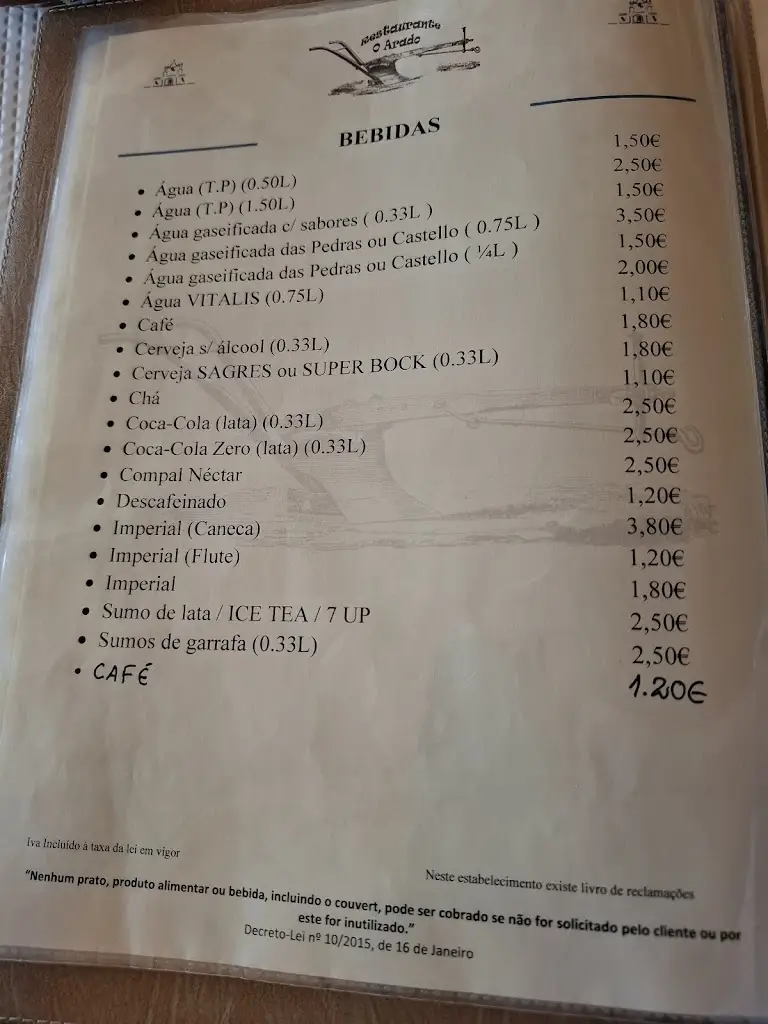 Restaurante
O Arado
BEBIDAS
• Água (T.P) (0.50L) 1,50€
• Água (T.P) (1.50L) 2,50€
• Água gaseificada c/ sabores ( 0.33L ) 1,50€
• Água gaseificada das Pedras ou Castello ( 0.75L ) 3,50€
• Água gaseificada das Pedras ou Castello ( ¼L ) 1,50€
• Água VITALIS (0.75L) 2,00€
• Café 1,10€
• Cerveja s/ álcool (0.33L) 1,80€
• Cerveja SAGRES ou SUPER BOCK (0.33L) 1,80€
• Chá 1,10€
• Coca-Cola (lata) (0.33L) 2,50€
• Coca-Cola Zero (lata) (0.33L) 2,50€
• Compal Néctar 2,50€
• Descafeinado 1,20€
• Imperial (Caneca) 3,80€
• Imperial (Flute) 1,20€
• Imperial 1,80€
• Sumo de lata / ICE TEA / 7 UP 2,50€
• Sumos de garrafa (0.33L) 2,50€
• CAFÉ 1.20€
Iva Incluído à taxa da lei em vigor
Neste estabelecimento existe livro de reclamações
“Nenhum prato, produto alimentar ou bebida, incluindo o couvert, pode ser cobrado se não for solicitado pelo cliente ou por
este for inutilizado.”
Decreto-Lei nº 10/2015, de 16 de Janeiro